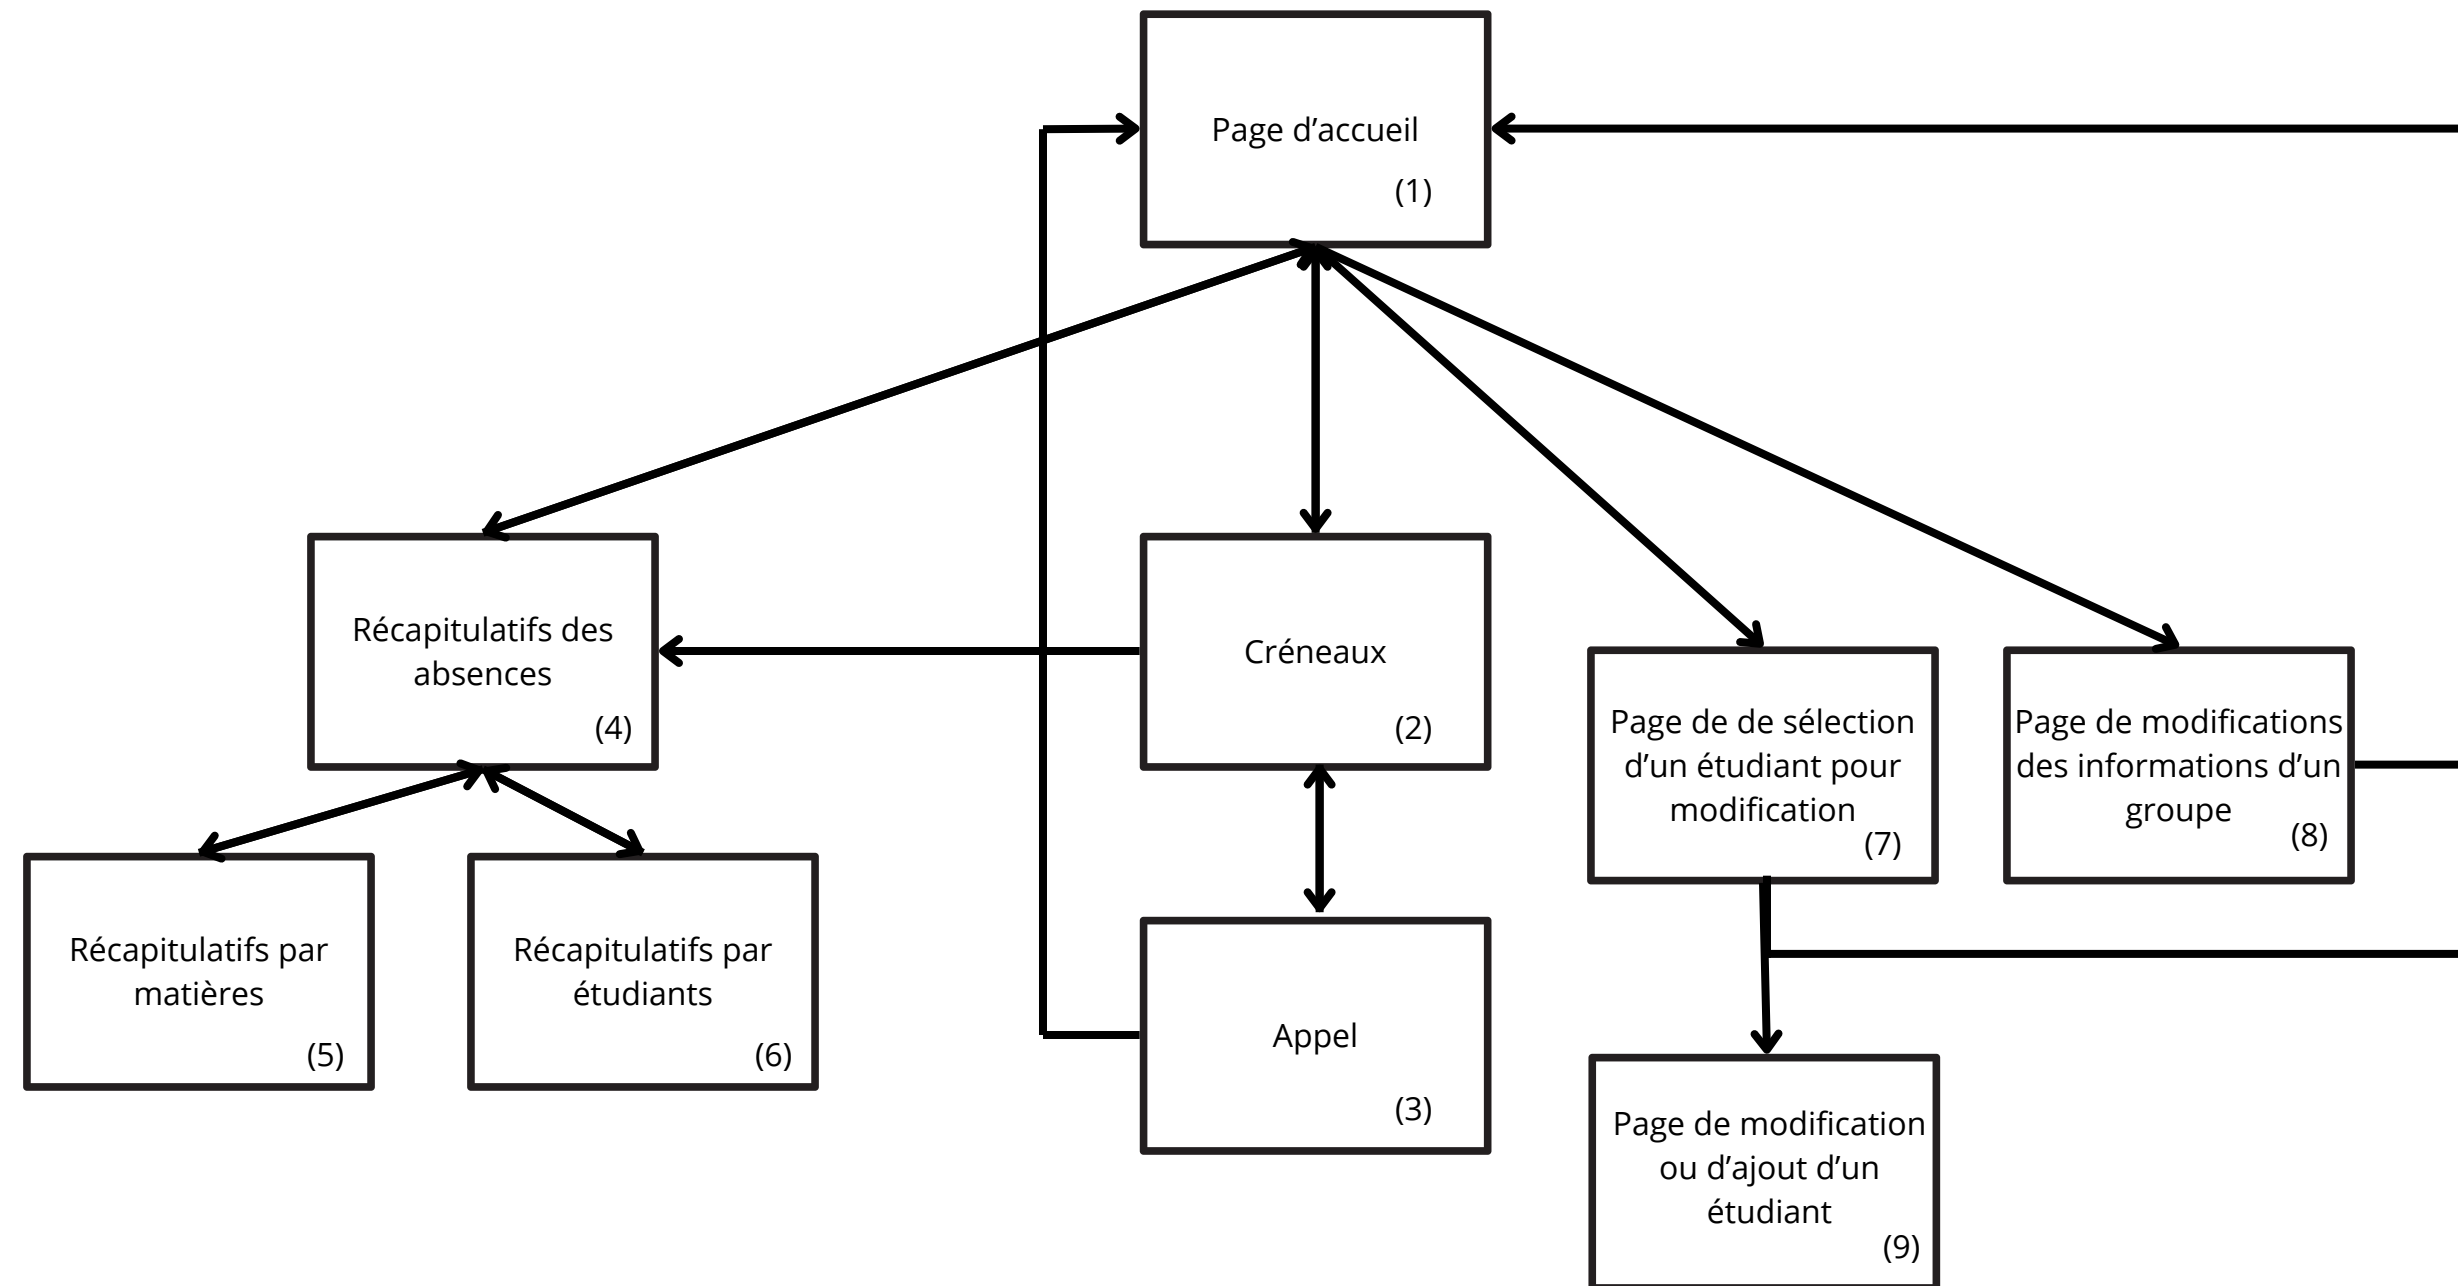 Page d’accueil
(1)
Récapitulatifs des
absences
(4)
Créneaux
(2)
Page de de sélection
d’un étudiant pour
modification
(7)
Page de modifications
des informations d’un
groupe
(8)
Récapitulatifs par
matières
(5)
Récapitulatifs par
étudiants
(6)
Appel
(3)
Page de modification
ou d’ajout d’un
étudiant
(9)